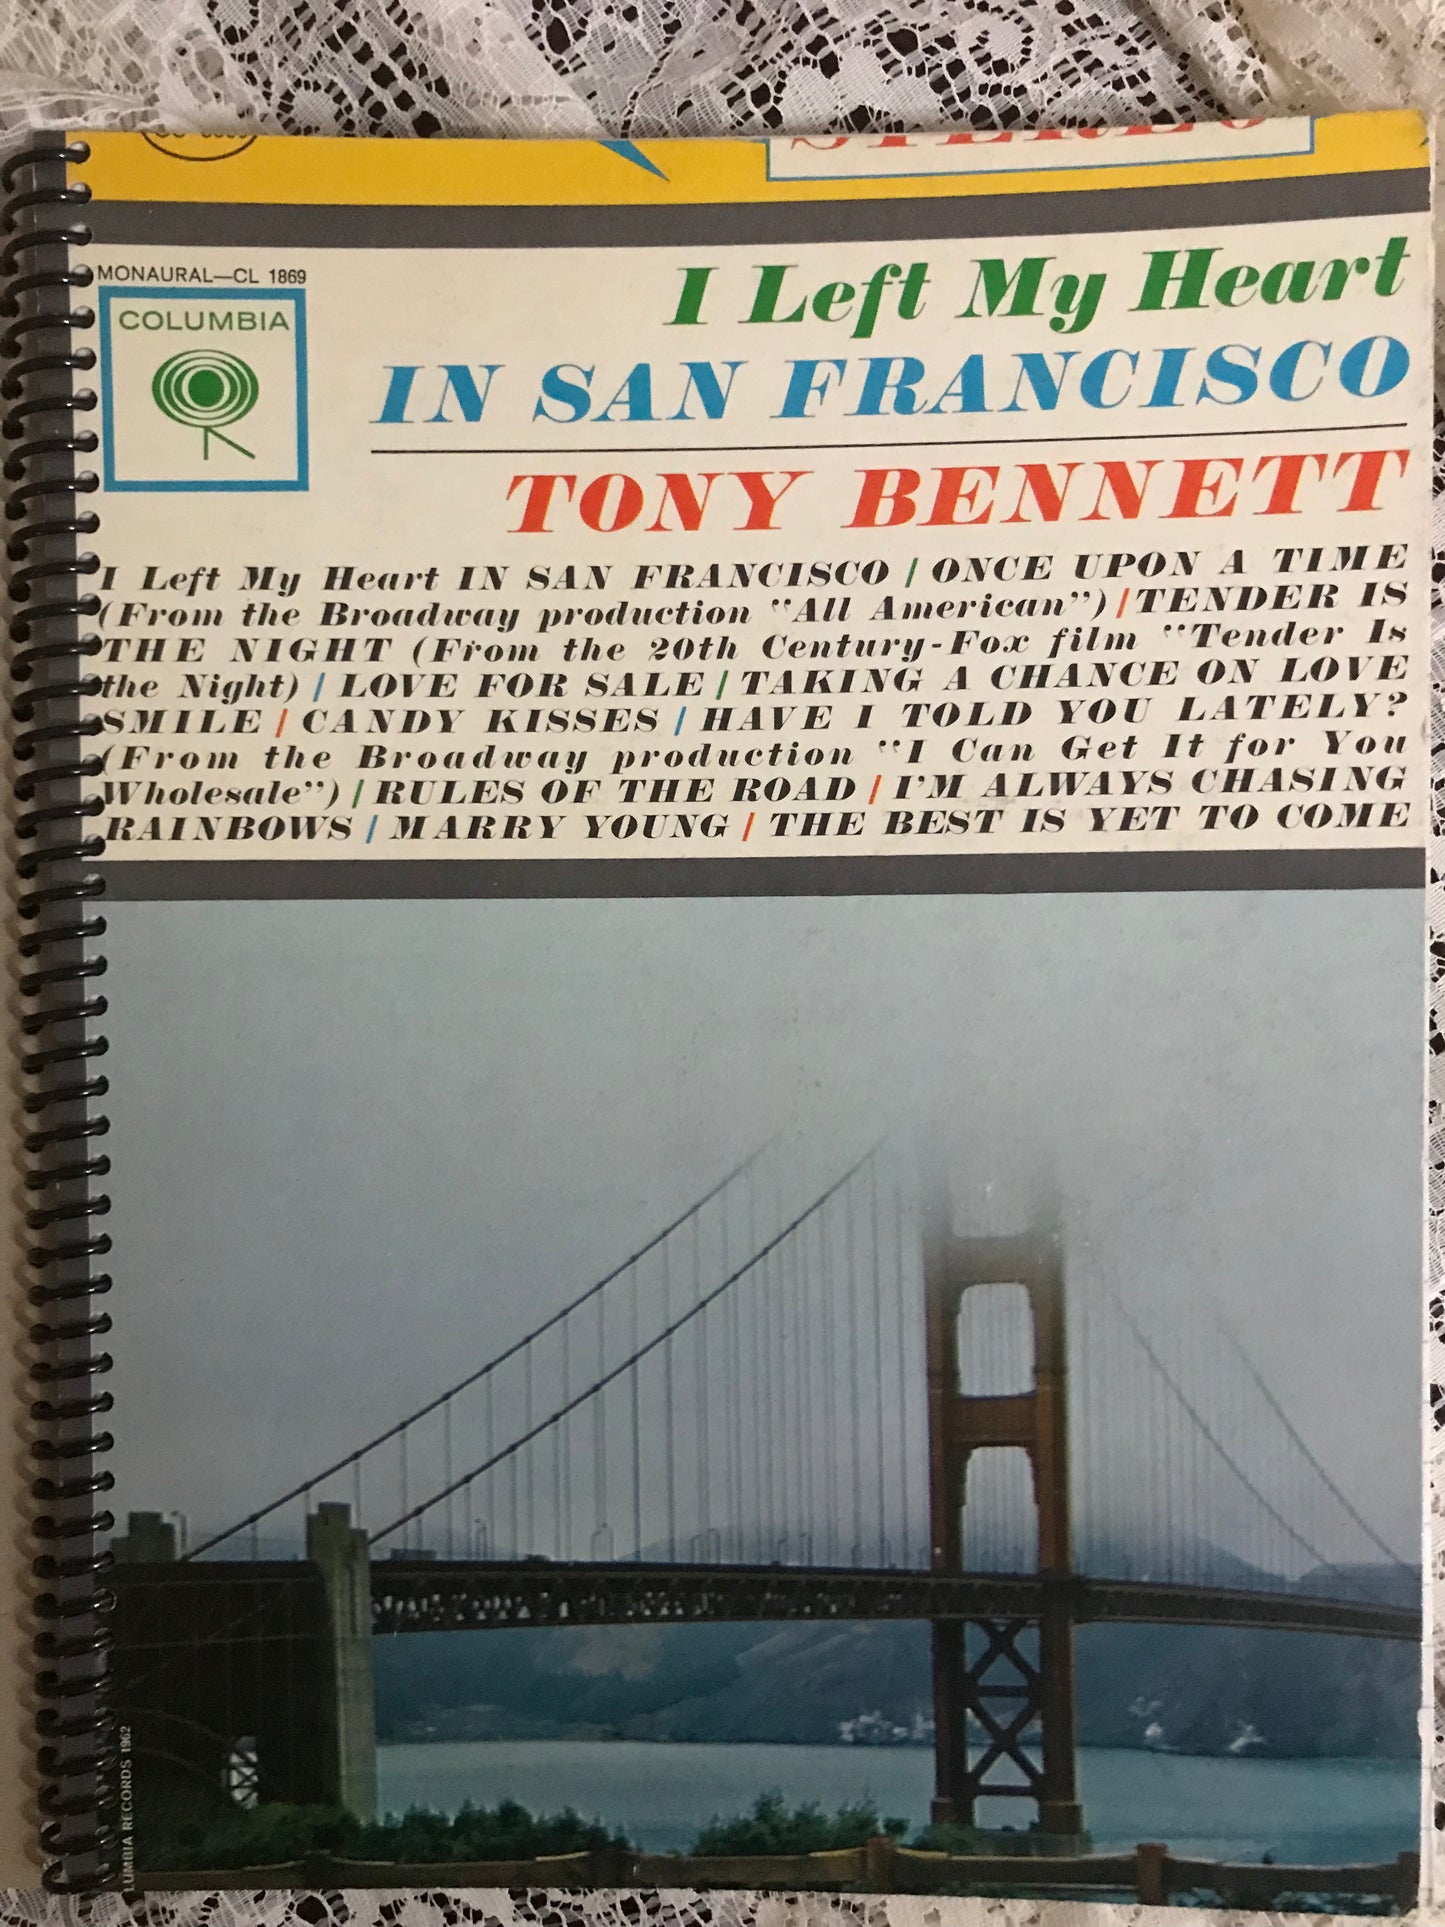 STEREO
MONAURAL—CL 1869
COLUMBIA
I Left My Heart
IN SAN FRANCISCO
TONY BENNETT
I Left My Heart IN SAN FRANCISCO / ONCE UPON A TIME
(From the Broadway production "All American") / TENDER IS
THE NIGHT (From the 20th Century-Fox film "Tender Is
the Night) / LOVE FOR SALE / TAKING A CHANCE ON LOVE
SMILE / CANDY KISSES / HAVE I TOLD YOU LATELY?
(From the Broadway production "I Can Get It for You
Wholesale") / RULES OF THE ROAD / I'M ALWAYS CHASING
RAINBOWS / MARRY YOUNG / THE BEST IS YET TO COME
LUMBIA RECORDS 1962